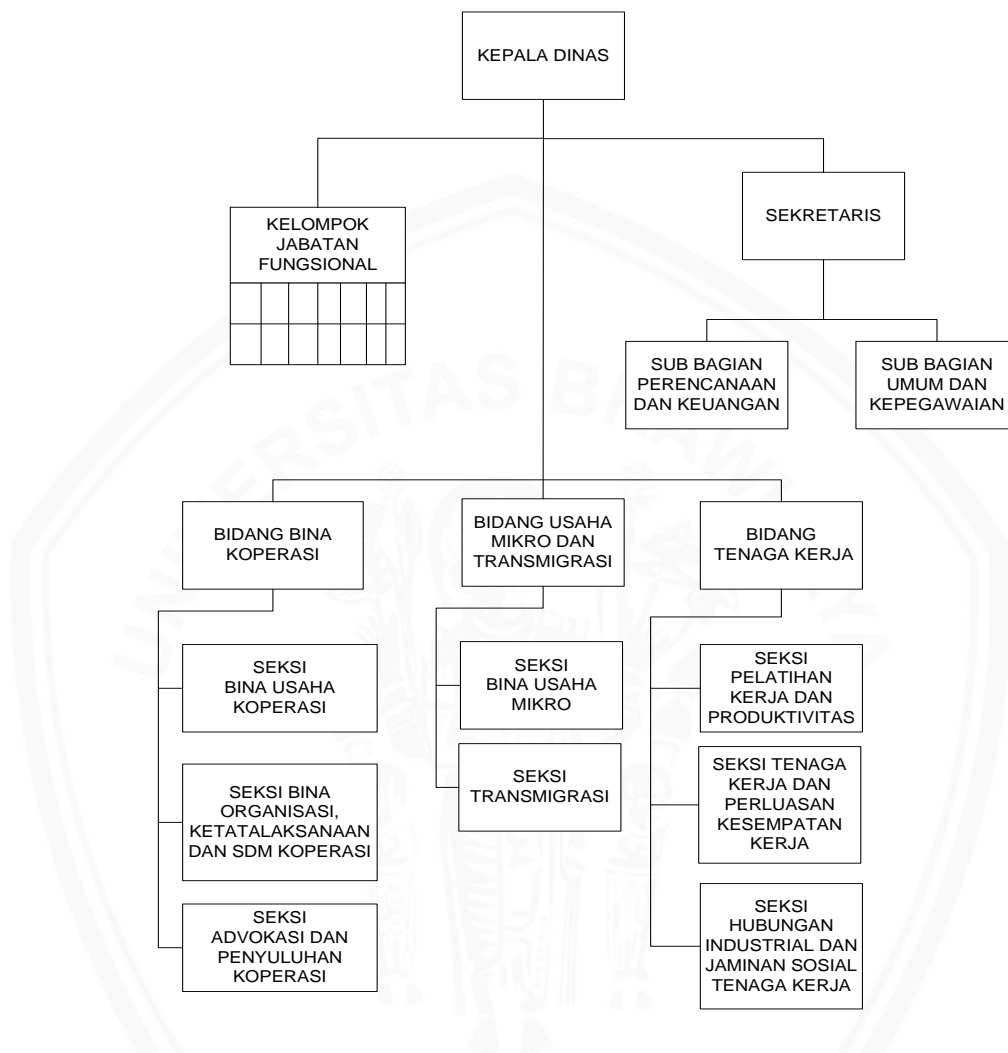 KEPALA DINAS
KELOMPOK
JABATAN
FUNGSIONAL
SEKRETARIS
SUB BAGIAN
PERENCANAAN
DAN KEUANGAN
SUB BAGIAN
UMUM DAN
KEPEGAWAIAN
UNIVERSITAS BRAWIJAYA
BIDANG BINA
KOPERASI
BIDANG USAHA
MIKRO DAN
TRANSMIGRASI
BIDANG
TENAGA KERJA
SEKSI
BINA USAHA
KOPERASI
SEKSI BINA
ORGANISASI,
KETATALAKSANAAN
DAN SDM KOPERASI
SEKSI
ADVOKASI DAN
PENYULUHAN
KOPERASI
SEKSI
BINA USAHA
MIKRO
SEKSI
TRANSMIGRASI
SEKSI
PELATIHAN
KERJA DAN
PRODUKTIVITAS
SEKSI TENAGA
KERJA DAN
PERLUASAN
KESEMPATAN
KERJA
SEKSI
HUBUNGAN
INDUSTRIAL DAN
JAMINAN SOSIAL
TENAGA KERJA